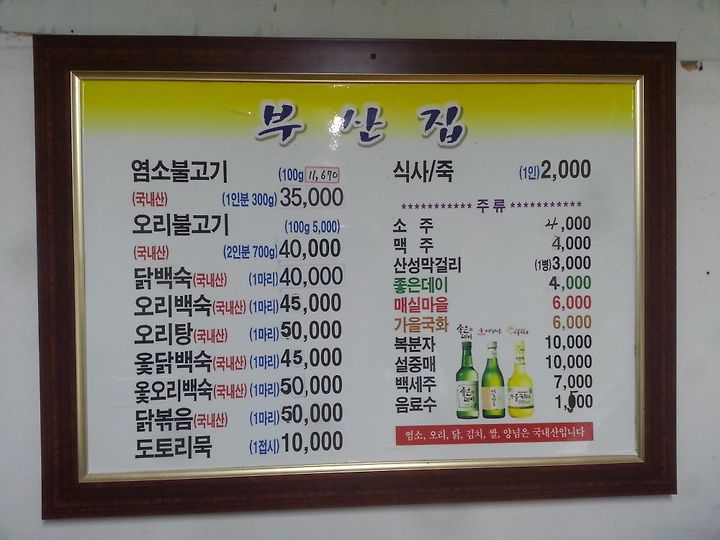 부산집
염소불고기 (100g 11,670)
(국내산) (1인분 300g) 35,000
오리불고기 (100g 5,000)
(국내산) (2인분 700g) 40,000
닭백숙(국내산) (1마리) 40,000
오리백숙(국내산) (1마리) 45,000
오리탕(국내산) (1마리) 50,000
옻닭백숙(국내산) (1마리) 45,000
옻오리백숙(국내산) (1마리) 50,000
닭볶음(국내산) (1마리) 50,000
도토리묵 (1접시) 10,000
식사/죽 (1인) 2,000
*********** 주 류 ***********
소 주 4,000
맥 주 4,000
산성막걸리 (1병) 3,000
좋은데이 4,000
매실마을 6,000
가을국화 6,000
복분자 10,000
설중매 10,000
백세주 7,000
음료수
염소, 오리, 닭, 김치, 쌀, 양념은 국내산입니다